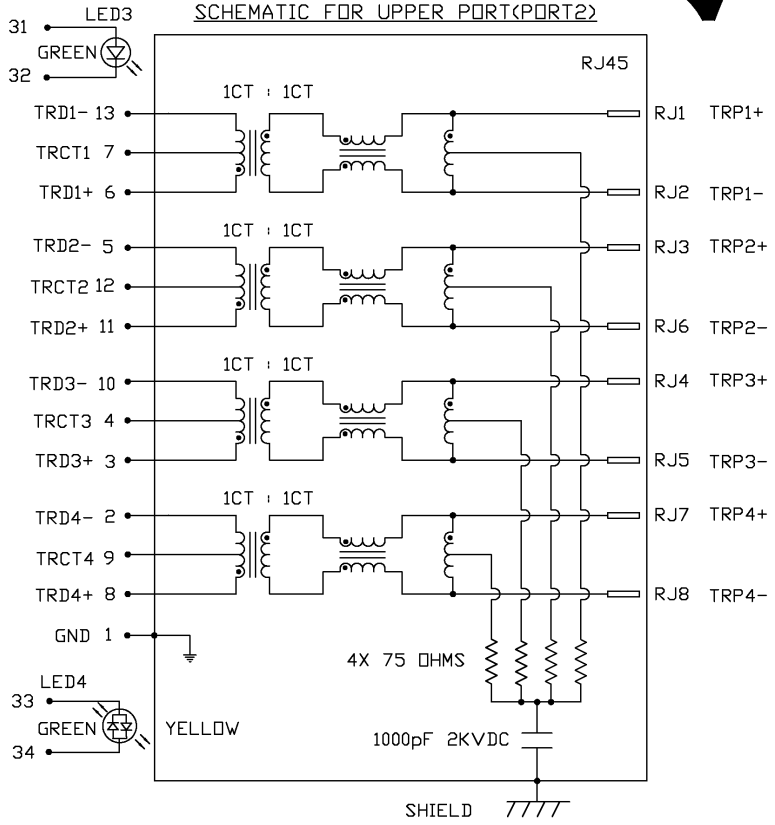 SCHEMATIC FOR UPPER PORT(PORT2)
LED3
31
GREEN
32
RJ45
1CT : 1CT
TRD1- 13
RJ1 TRP1+
TRCT1 7
TRD1+ 6
RJ2 TRP1-
1CT : 1CT
TRD2- 5
RJ3 TRP2+
TRCT2 12
TRD2+ 11
RJ6 TRP2-
1CT : 1CT
TRD3- 10
RJ4 TRP3+
TRCT3 4
TRD3+ 3
RJ5 TRP3-
1CT : 1CT
TRD4- 2
RJ7 TRP4+
TRCT4 9
TRD4+ 8
RJ8 TRP4-
GND 1
4X 75 OHMS
LED4
33
GREEN
YELLOW
34
1000pF 2KVDC
SHIELD